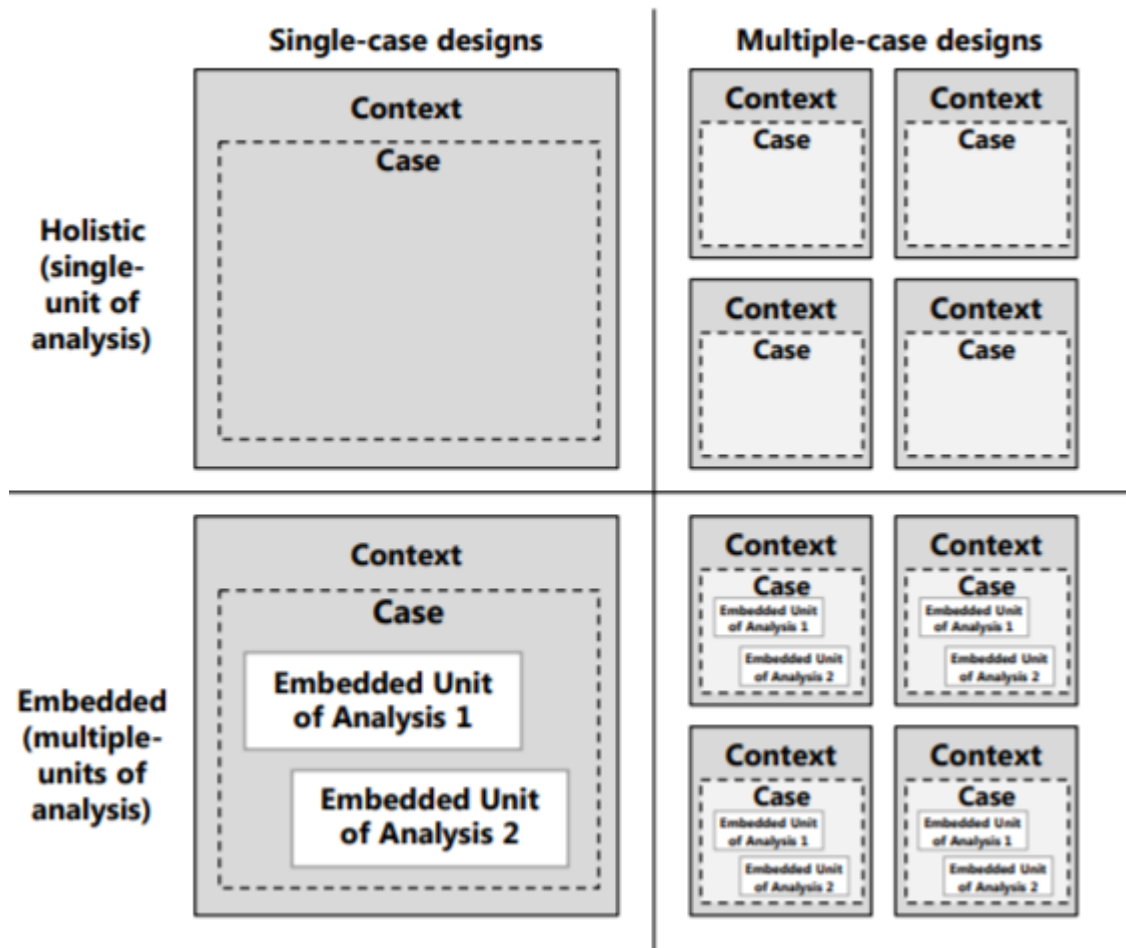 Single-case designs
Multiple-case designs
Holistic
(single-
unit of
analysis)
Context
Case
Context
Case
Context
Case
Context
Case
Context
Case
Embedded
(multiple-
units of
analysis)
Context
Case
Embedded Unit
of Analysis 1
Embedded Unit
of Analysis 2
Context
Case
Embedded Unit
of Analysis 1
Embedded Unit
of Analysis 2
Context
Case
Embedded Unit
of Analysis 1
Embedded Unit
of Analysis 2
Context
Case
Embedded Unit
of Analysis 1
Embedded Unit
of Analysis 2
Context
Case
Embedded Unit
of Analysis 1
Embedded Unit
of Analysis 2